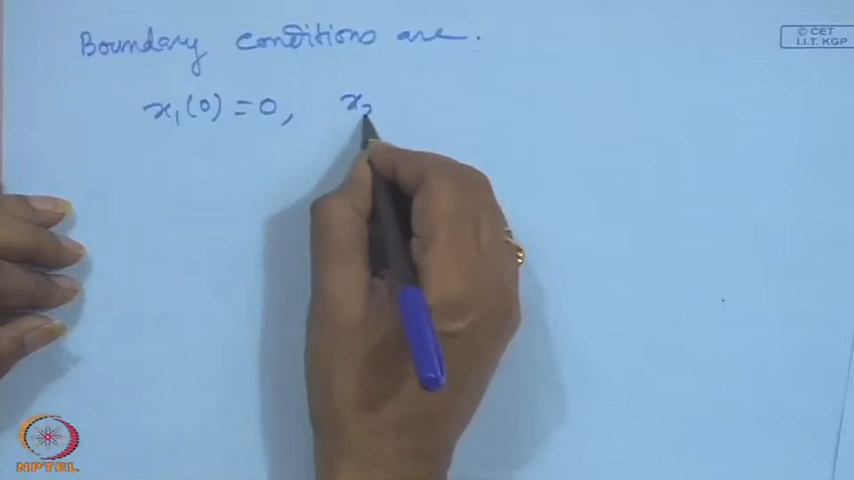 Boundary conditions are.
x₁(0) = 0, x₂
© CET
I.I.T. KGP
NPTEL